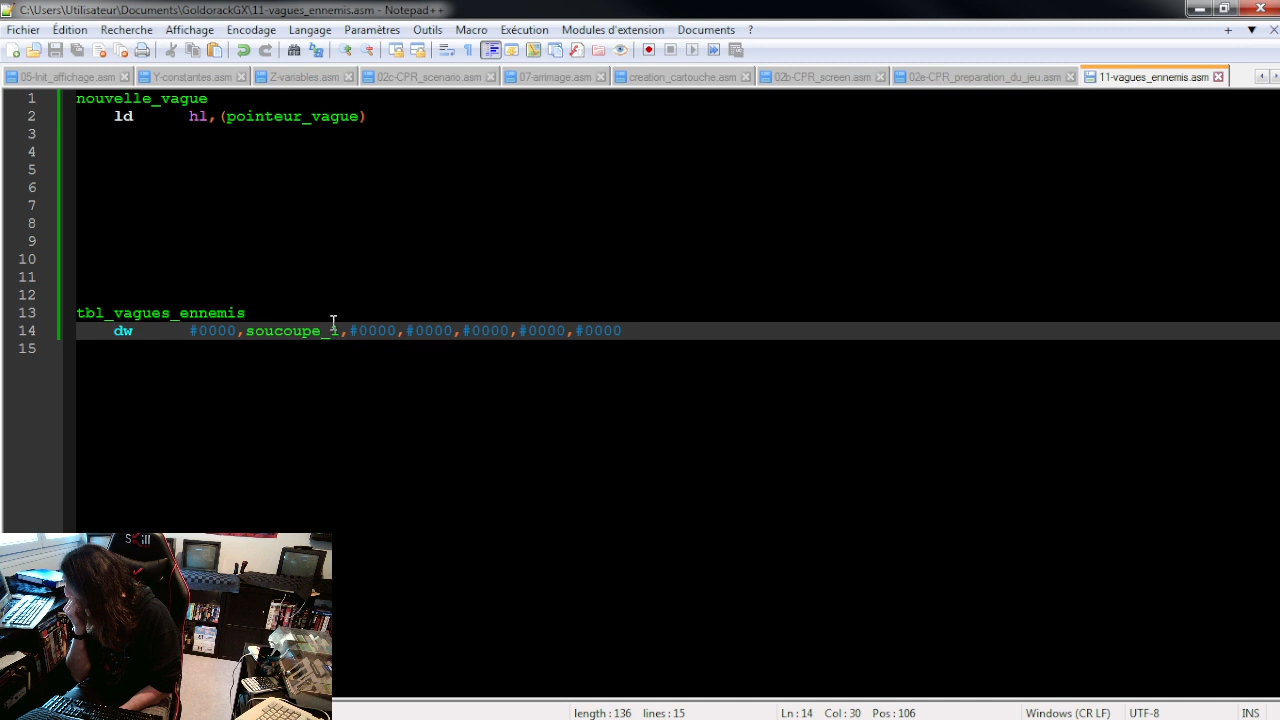 C:\Users\Utilisateur\Documents\GoldorackGX\11-vagues_ennemis.asm - Notepad++
Fichier Édition Recherche Affichage Encodage Langage Paramètres Outils Macro Exécution Modules d'extension Documents ?
05-Init_affichage.asm Y-constantes.asm Z-variables.asm 02c-CPR_scenario.asm 07-arrimage.asm creation_cartouche.asm 02b-CPR_screen.asm 02e-CPR_preparation_du_jeu.asm 11-vagues_ennemis.asm
1 nouvelle_vague
2 ld hl,(pointeur_vague)
3
4
5
6
7
8
9
10
11
12
13 tbl_vagues_ennemis
14 dw #0000,soucoupe_1,#0000,#0000,#0000,#0000,#0000
15
length : 136 lines : 15 Ln : 14 Col : 30 Pos : 106 Windows (CR LF) UTF-8 INS